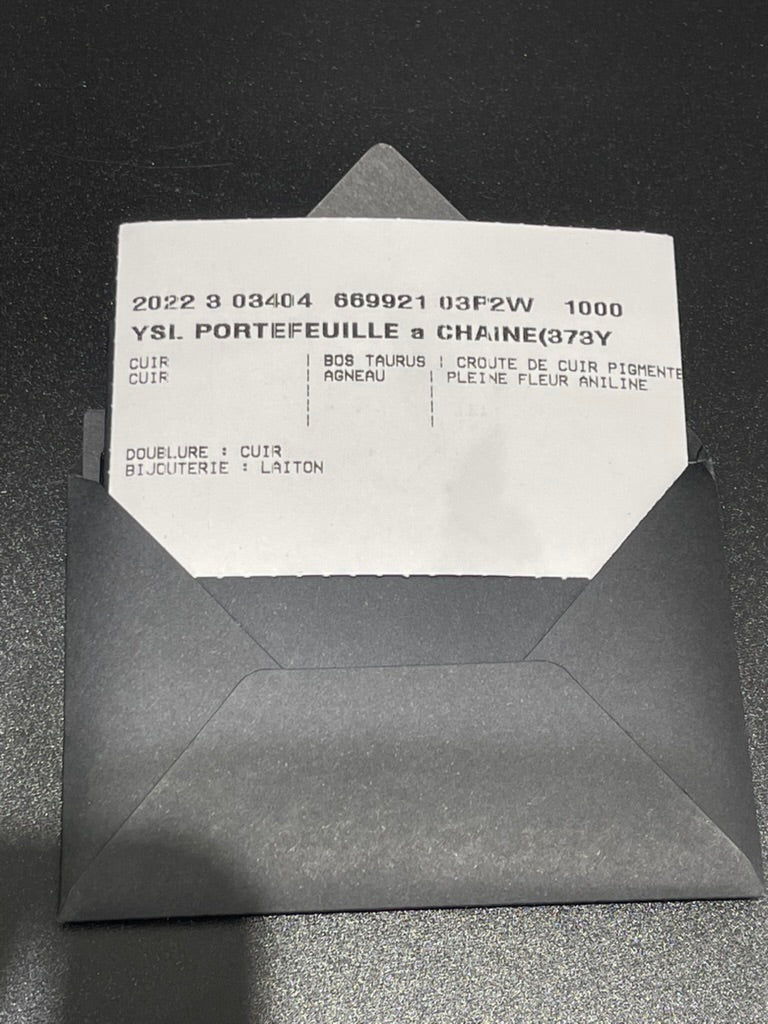 2022 3 03404 669921 03P2W 1000
YSL PORTEFEUILLE a CHAINE(373Y
CUIR | BOS TAURUS | CROUTE DE CUIR PIGMENTE
CUIR | AGNEAU | PLEINE FLEUR ANILINE
DOUBLURE : CUIR
BIJOUTERIE : LAITON